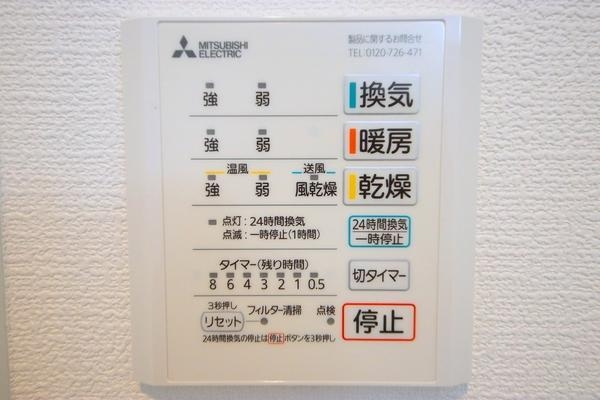 MITSUBISHI
ELECTRIC
製品に関するお問合せ
TEL:0120-726-471
強 弱 換気
強 弱 暖房
温風 送風
強 弱 風乾燥 乾燥
点灯:24時間換気
点滅:一時停止(1時間)
24時間換気
一時停止
タイマー(残り時間)
8 6 4 3 2 1 0.5
切タイマー
3秒押し
リセット フィルター清掃 点検
停止
24時間換気の停止は停止ボタンを3秒押し